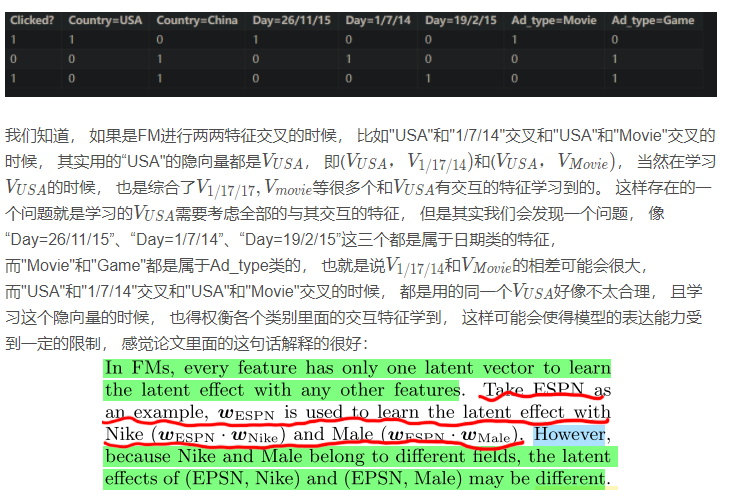 Clicked? Country=USA Country=China Day=26/11/15 Day=1/7/14 Day=19/2/15 Ad_type=Movie Ad_type=Game
1 1 0 1 0 0 1 0
0 0 1 0 1 0 0 1
1 0 1 0 0 1 0 1
我们知道， 如果是FM进行两两特征交叉的时候， 比如"USA"和"1/7/14"交叉和"USA"和"Movie"交叉的
时候， 其实用的“USA"的隐向量都是V_{USA}， 即(V_{USA}， V_{1/17/14})和(V_{USA}， V_{Movie})， 当然在学习
V_{USA}的时候， 也是综合了V_{1/17/17}, V_{movie}等很多个和V_{USA}有交互的特征学习到的。 这样存在的一
个问题就是学习的V_{USA}需要考虑全部的与其交互的特征， 但是其实我们会发现一个问题， 像
“Day=26/11/15”、“Day=1/7/14”、“Day=19/2/15”这三个都是属于日期类的特征，
而"Movie"和"Game"都是属于Ad_type类的， 也就是说V_{1/17/14}和V_{Movie}的相差可能会很大，
而"USA"和"1/7/14"交叉和"USA"和"Movie"交叉的时候， 都是用的同一个V_{USA}好像不太合理， 且学
习这个隐向量的时候， 也得权衡各个类别里面的交互特征学到， 这样可能会使得模型的表达能力受
到一定的限制， 感觉论文里面的这句话解释的很好：
In FMs, every feature has only one latent vector to learn
the latent effect with any other features. Take ESPN as
an example, w_{ESPN} is used to learn the latent effect with
Nike (w_{ESPN} · w_{Nike}) and Male (w_{ESPN} · w_{Male}). However,
because Nike and Male belong to different fields, the latent
effects of (EPSN, Nike) and (EPSN, Male) may be different.